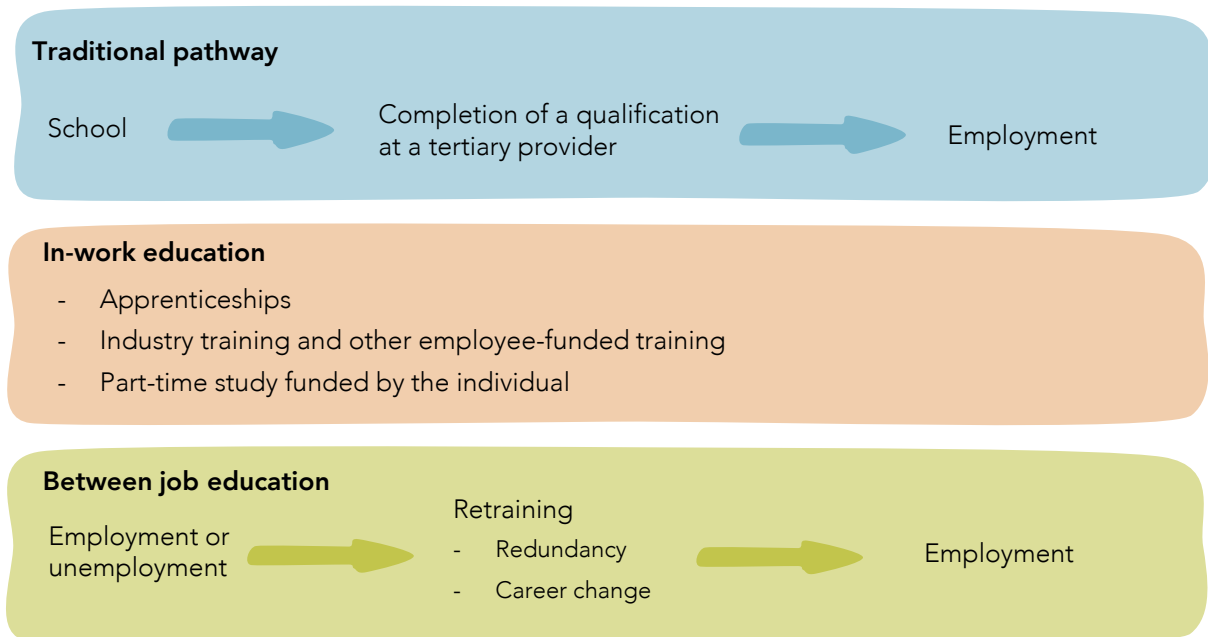 Traditional pathway
School
Completion of a qualification
at a tertiary provider
Employment
In-work education
- Apprenticeships
- Industry training and other employee-funded training
- Part-time study funded by the individual
Between job education
Employment or
unemployment
Retraining
- Redundancy
- Career change
Employment